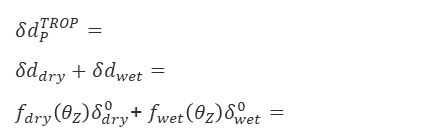 δd_P^{TROP} =
δd_{dry} + δd_{wet} =
f_{dry}(θ_Z)δ_{dry}^0 + f_{wet}(θ_Z)δ_{wet}^0 =